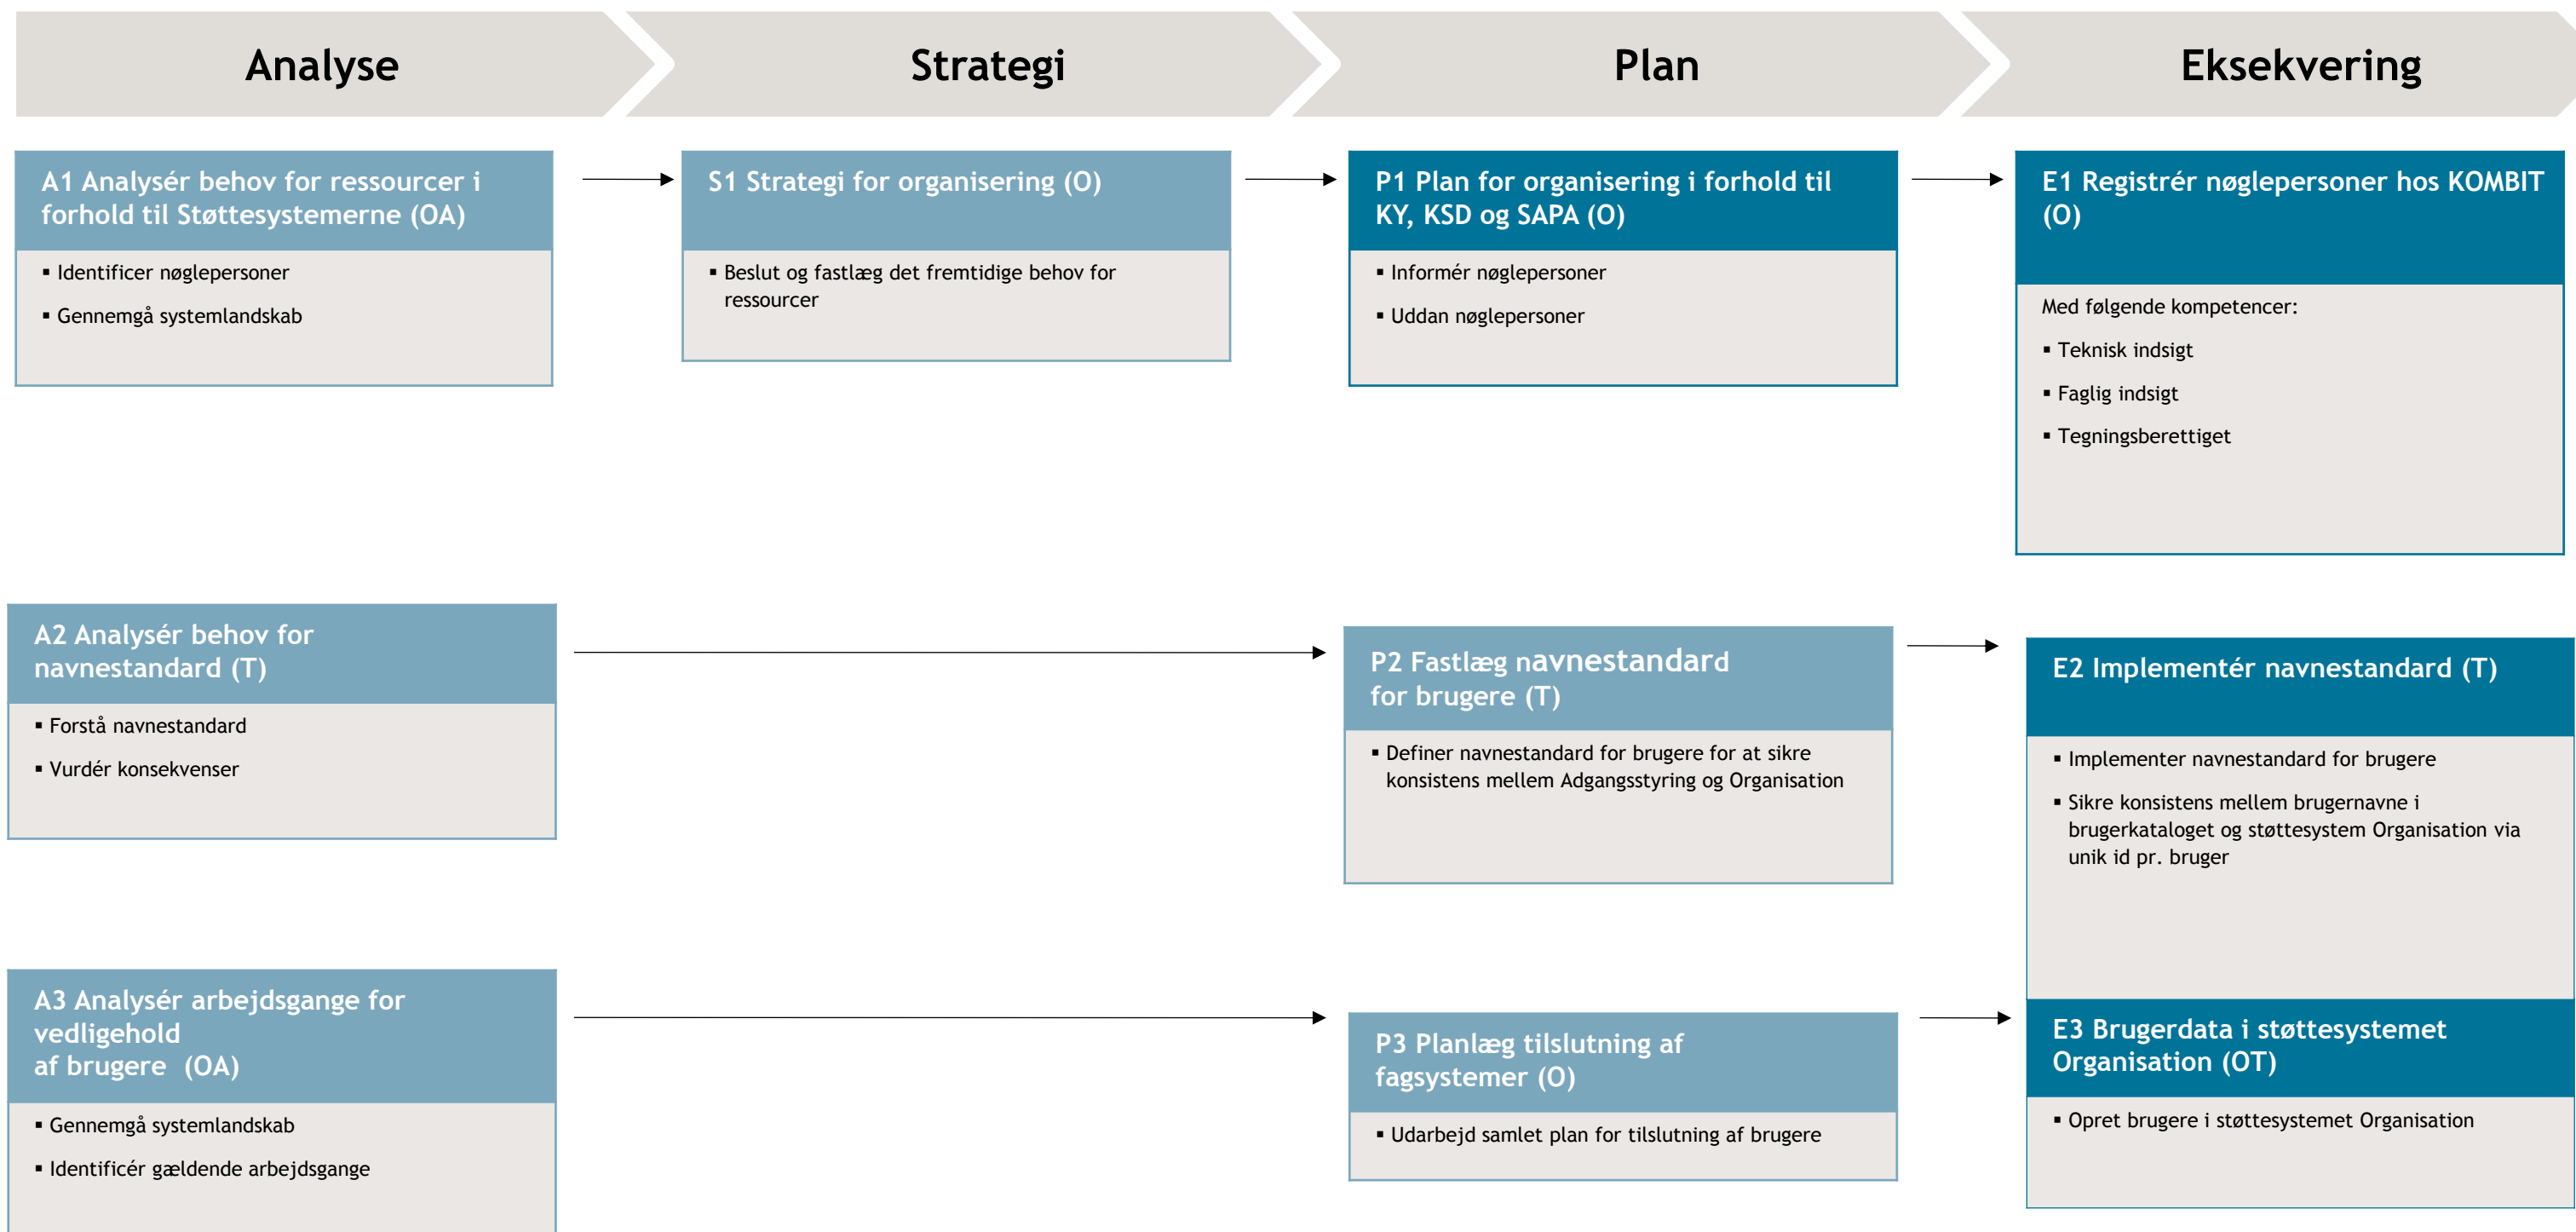 Analyse
Strategi
Plan
Eksekvering
A1 Analysér behov for ressourcer i
forhold til Støttesystemerne (OA)
▪ Identificer nøglepersoner
▪ Gennemgå systemlandskab
S1 Strategi for organisering (O)
▪ Beslut og fastlæg det fremtidige behov for
ressourcer
P1 Plan for organisering i forhold til
KY, KSD og SAPA (O)
▪ Informér nøglepersoner
▪ Uddan nøglepersoner
E1 Registrér nøglepersoner hos KOMBIT
(O)
Med følgende kompetencer:
▪ Teknisk indsigt
▪ Faglig indsigt
▪ Tegningsberettiget
A2 Analysér behov for
navnestandard (T)
▪ Forstå navnestandard
▪ Vurdér konsekvenser
P2 Fastlæg navnestandard
for brugere (T)
▪ Definer navnestandard for brugere for at sikre
konsistens mellem Adgangsstyring og Organisation
E2 Implementér navnestandard (T)
▪ Implementer navnestandard for brugere
▪ Sikre konsistens mellem brugernavne i
brugerkataloget og støttesystem Organisation via
unik id pr. bruger
A3 Analysér arbejdsgange for
vedligehold
af brugere (OA)
▪ Gennemgå systemlandskab
▪ Identificér gældende arbejdsgange
P3 Planlæg tilslutning af
fagsystemer (O)
▪ Udarbejd samlet plan for tilslutning af brugere
E3 Brugerdata i støttesystemet
Organisation (OT)
▪ Opret brugere i støttesystemet Organisation